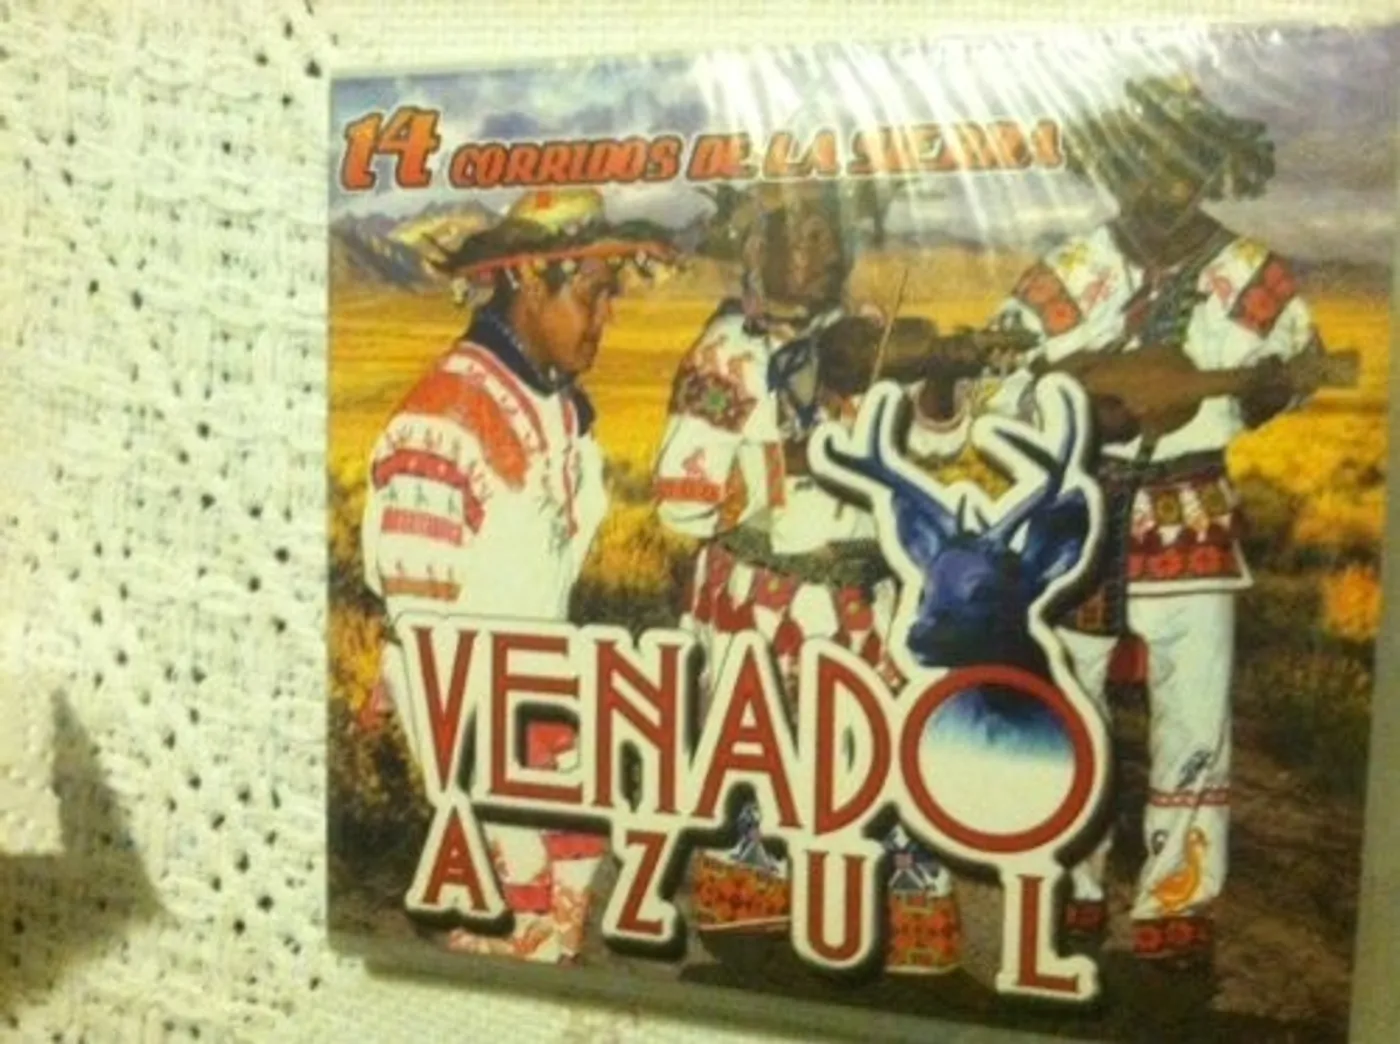 14 CORRIDOS DE LA SIERRA
VENADO
AZUL